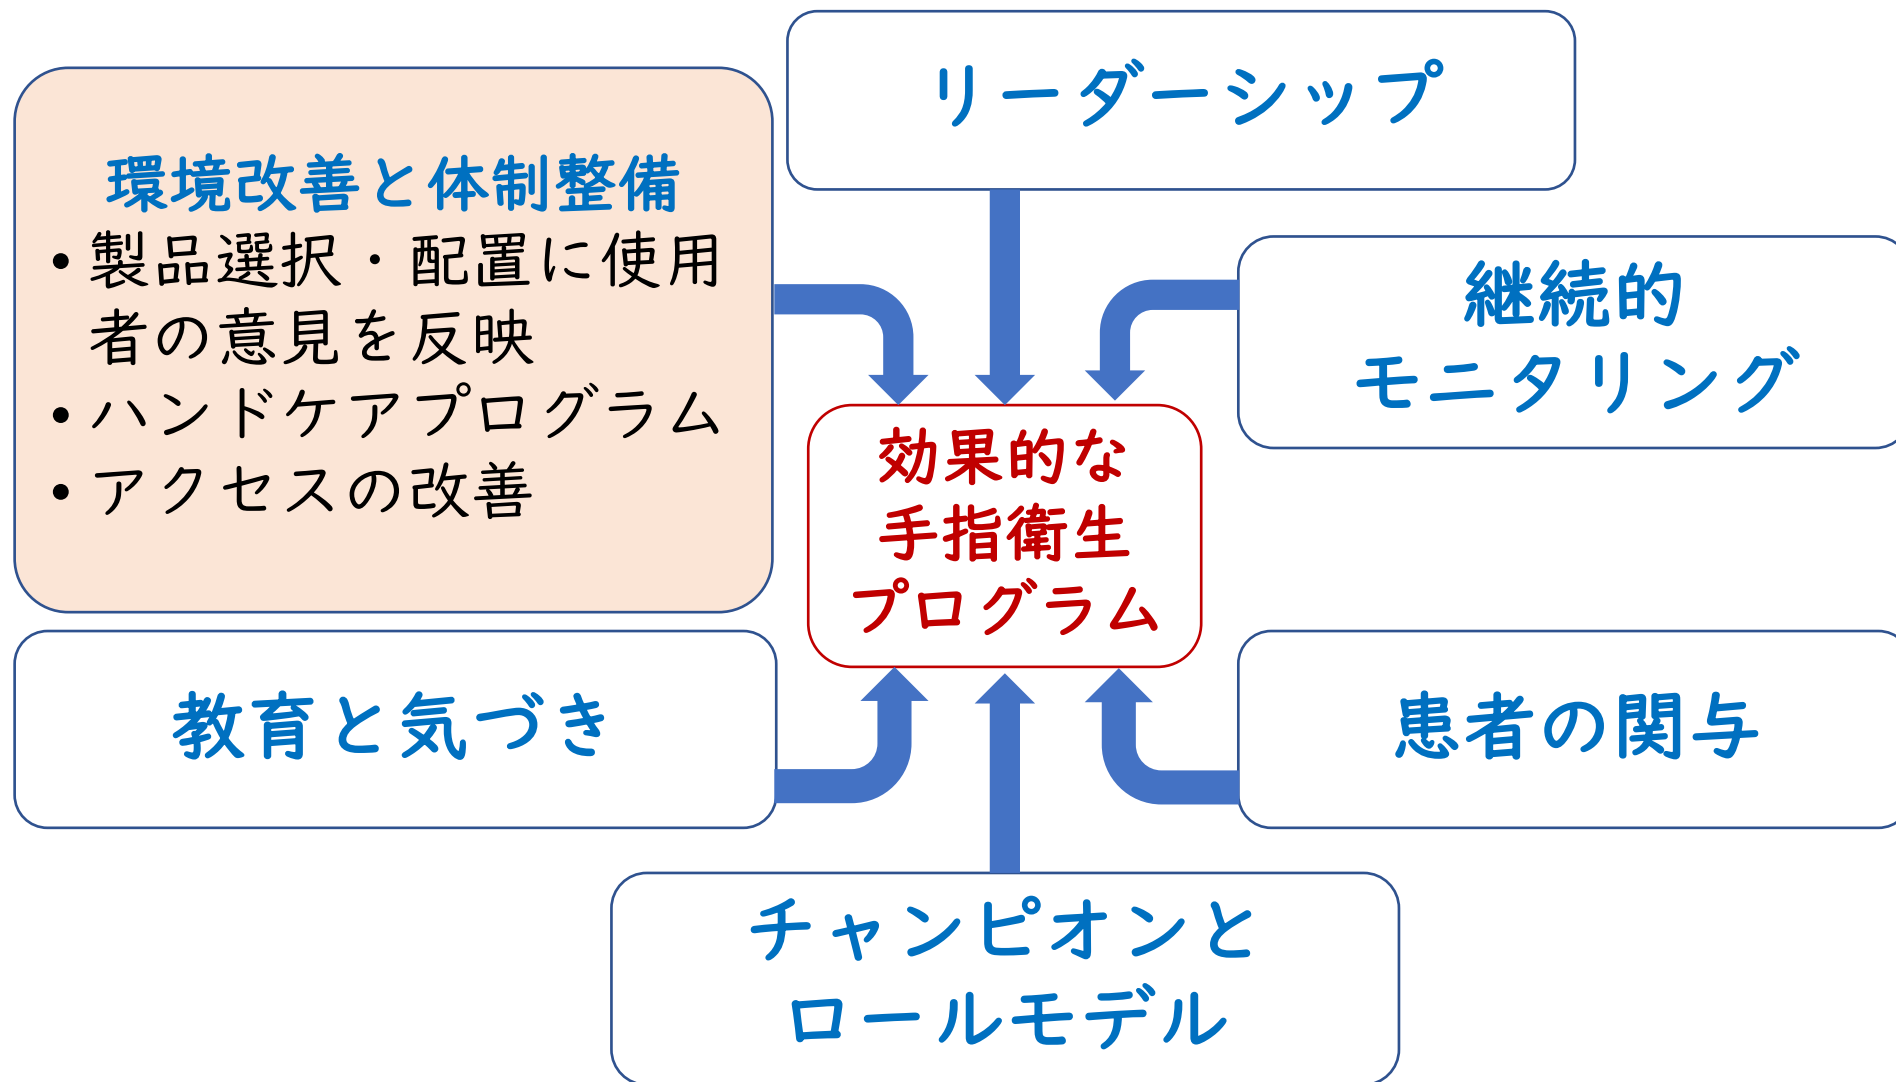 リーダーシップ
環境改善と体制整備
• 製品選択・配置に使用
者の意見を反映
• ハンドケアプログラム
• アクセスの改善
継続的
モニタリング
効果的な
手指衛生
プログラム
教育と気づき
患者の関与
チャンピオンと
ロールモデル